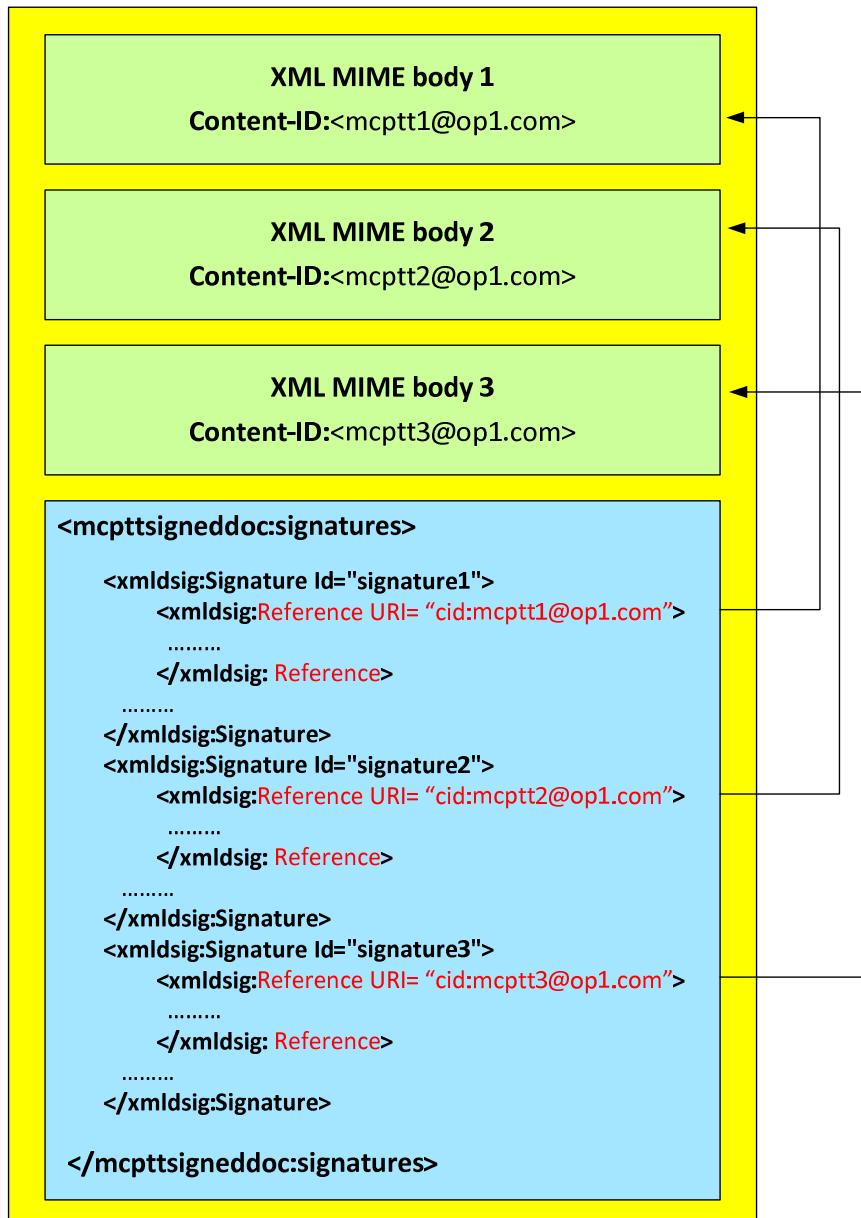 XML MIME body 1
Content-ID:<mcptt1@op1.com>
XML MIME body 2
Content-ID:<mcptt2@op1.com>
XML MIME body 3
Content-ID:<mcptt3@op1.com>
<mcpttsigneddoc:signatures>
<xmldsig:Signature Id="signature1">
<xmldsig:Reference URI= “cid:mcptt1@op1.com”>
.........
</xmldsig: Reference>
.........
</xmldsig:Signature>
<xmldsig:Signature Id="signature2">
<xmldsig:Reference URI= “cid:mcptt2@op1.com”>
.........
</xmldsig: Reference>
.........
</xmldsig:Signature>
<xmldsig:Signature Id="signature3">
<xmldsig:Reference URI= “cid:mcptt3@op1.com”>
.........
</xmldsig: Reference>
.........
</xmldsig:Signature>
</mcpttsigneddoc:signatures>